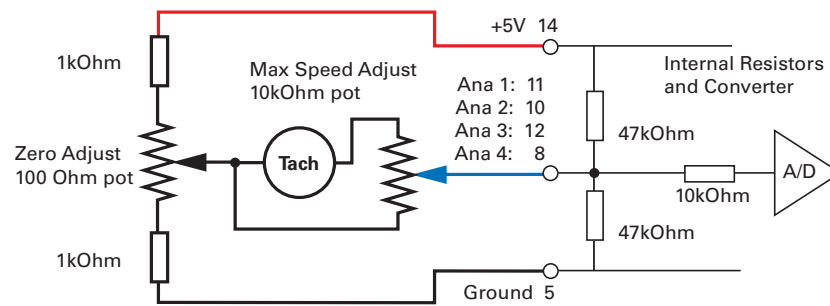 +5V 14
1kOhm
Max Speed Adjust
10kOhm pot
Internal Resistors
and Converter
Ana 1: 11
Ana 2: 10
Ana 3: 12
Ana 4: 8
47kOhm
Zero Adjust
100 Ohm pot
Tach
A/D
10kOhm
47kOhm
1kOhm
Ground 5